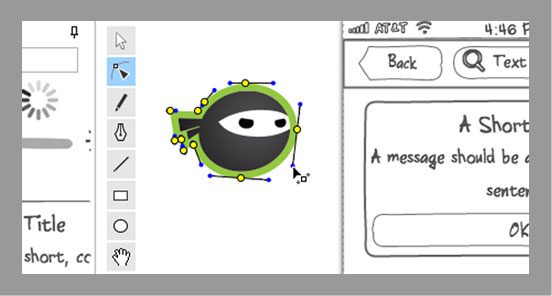 AT&T 4:46 P
Back Text
A Short
A message should be a
senten
OK
Title
short, cc